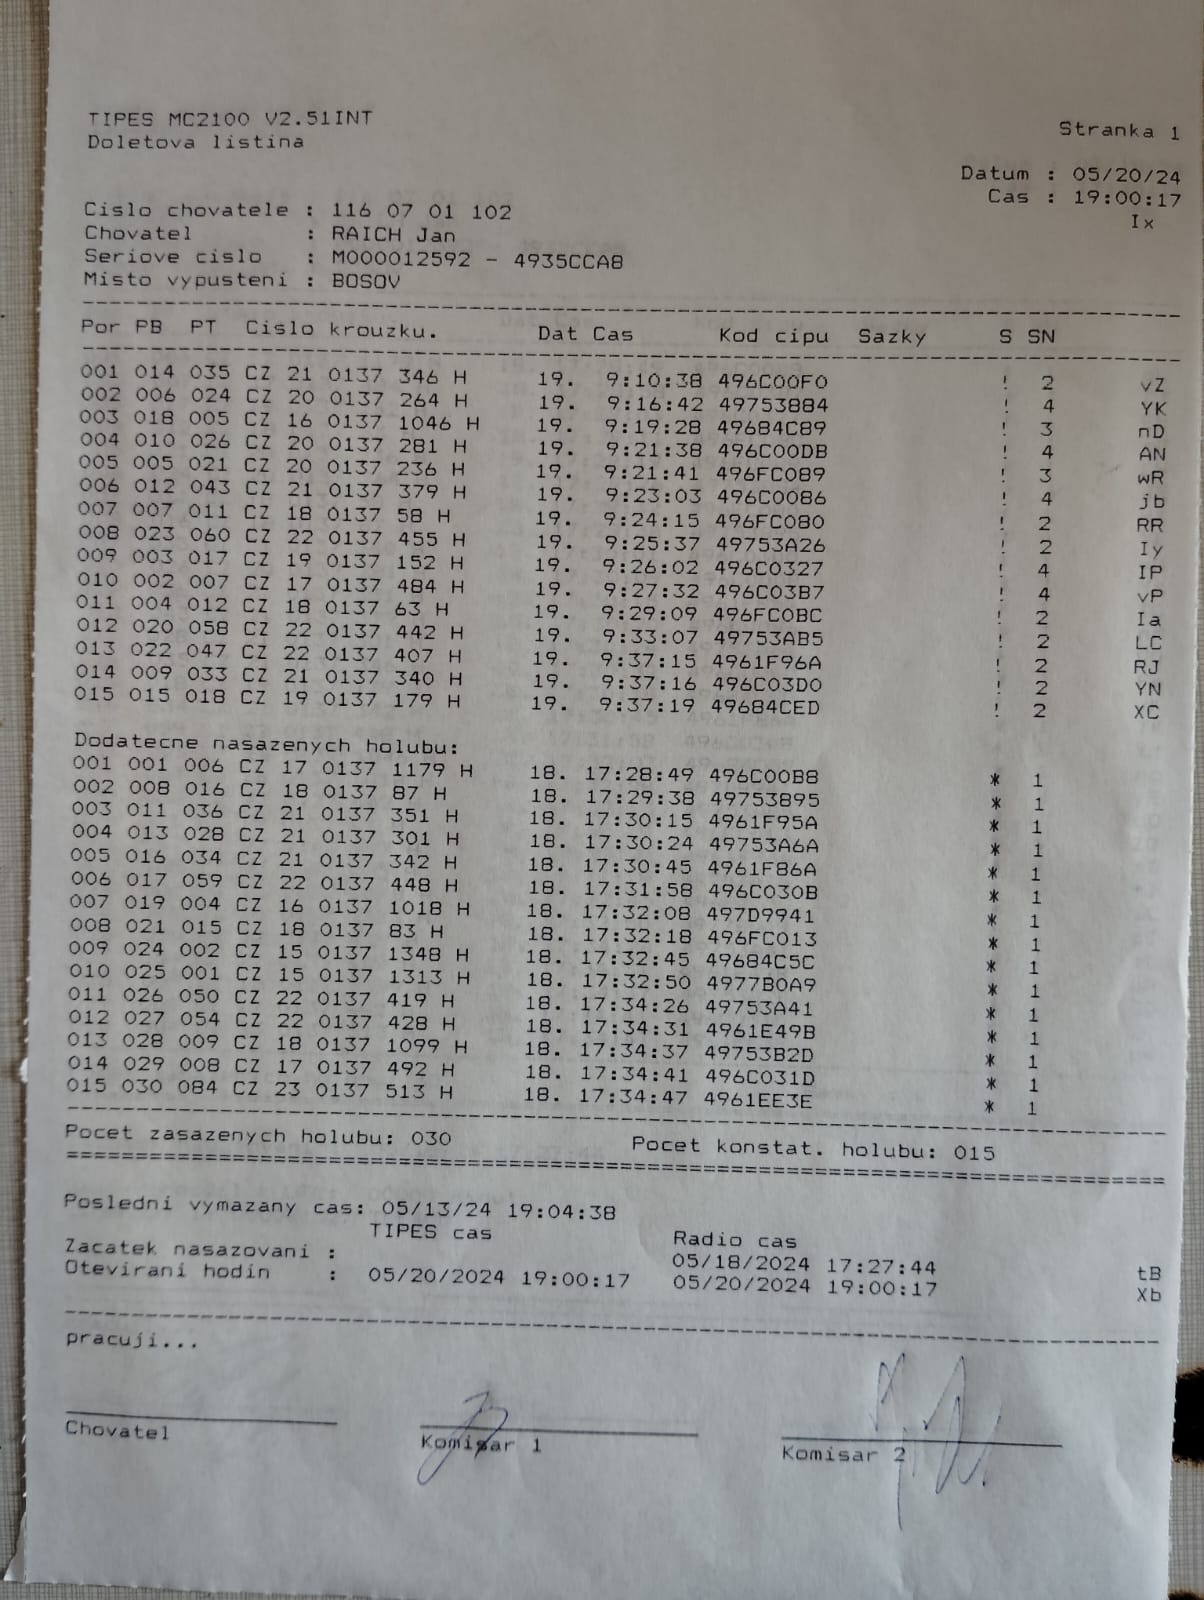 TIPES MC2100 V2.51INT
Doletova listina
Stranka 1
Datum : 05/20/24
Cas : 19:00:17
Ix
Cislo chovatele : 116 07 01 102
Chovatel : RAICH Jan
Seriove cislo : M000012592 - 4935CCA8
Misto vypusteni : BOSOV
Por PB PT Cislo krouzku. Dat Cas Kod cipu Sazky S SN
001 014 035 CZ 21 0137 346 H 19. 9:10:38 496C00F0 ! 2 vZ
002 006 024 CZ 20 0137 264 H 19. 9:16:42 49753884 ! 4 YK
003 018 005 CZ 16 0137 1046 H 19. 9:19:28 49684C89 ! 3 nD
004 010 026 CZ 20 0137 281 H 19. 9:21:38 496C00DB ! 4 AN
005 005 021 CZ 20 0137 236 H 19. 9:21:41 496FC089 ! 3 wR
006 012 043 CZ 21 0137 379 H 19. 9:23:03 496C0086 ! 4 jb
007 007 011 CZ 18 0137 58 H 19. 9:24:15 496FC080 ! 2 RR
008 023 060 CZ 22 0137 455 H 19. 9:25:37 49753A26 ! 2 Iy
009 003 017 CZ 19 0137 152 H 19. 9:26:02 496C0327 ! 4 IP
010 002 007 CZ 17 0137 484 H 19. 9:27:32 496C03B7 ! 4 vP
011 004 012 CZ 18 0137 63 H 19. 9:29:09 496FC0BC ! 2 Ia
012 020 058 CZ 22 0137 442 H 19. 9:33:07 49753AB5 ! 2 LC
013 022 047 CZ 22 0137 407 H 19. 9:37:15 4961F96A ! 2 RJ
014 009 033 CZ 21 0137 340 H 19. 9:37:16 496C03D0 ! 2 YN
015 015 018 CZ 19 0137 179 H 19. 9:37:19 49684CED ! 2 XC
Dodatecne nasazenych holubu:
001 001 006 CZ 17 0137 1179 H 18. 17:28:49 496C00B8 * 1
002 008 016 CZ 18 0137 87 H 18. 17:29:38 49753895 * 1
003 011 036 CZ 21 0137 351 H 18. 17:30:15 4961F95A * 1
004 013 028 CZ 21 0137 301 H 18. 17:30:24 49753A6A * 1
005 016 034 CZ 21 0137 342 H 18. 17:30:45 4961F86A * 1
006 017 059 CZ 22 0137 448 H 18. 17:31:58 496C030B * 1
007 019 004 CZ 16 0137 1018 H 18. 17:32:08 497D9941 * 1
008 021 015 CZ 18 0137 83 H 18. 17:32:18 496FC013 * 1
009 024 002 CZ 15 0137 1348 H 18. 17:32:45 49684C5C * 1
010 025 001 CZ 15 0137 1313 H 18. 17:32:50 4977B0A9 * 1
011 026 050 CZ 22 0137 419 H 18. 17:34:26 49753A41 * 1
012 027 054 CZ 22 0137 428 H 18. 17:34:31 4961E49B * 1
013 028 009 CZ 18 0137 1099 H 18. 17:34:37 49753B2D * 1
014 029 008 CZ 17 0137 492 H 18. 17:34:41 496C031D * 1
015 030 084 CZ 23 0137 513 H 18. 17:34:47 4961EE3E * 1
Pocet zasazenych holubu: 030 Pocet konstat. holubu: 015
Posledni vymazany cas: 05/13/24 19:04:38
TIPES cas Radio cas
Zacatek nasazovani : 05/18/2024 17:27:44 tB
Otevirani hodin : 05/20/2024 19:00:17 05/20/2024 19:00:17 Xb
pracuji...
Chovatel Komisar 1 Komisar 2